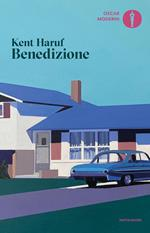 OSCAR
MODERNI
Kent Haruf
Benedizione
MONDADORI